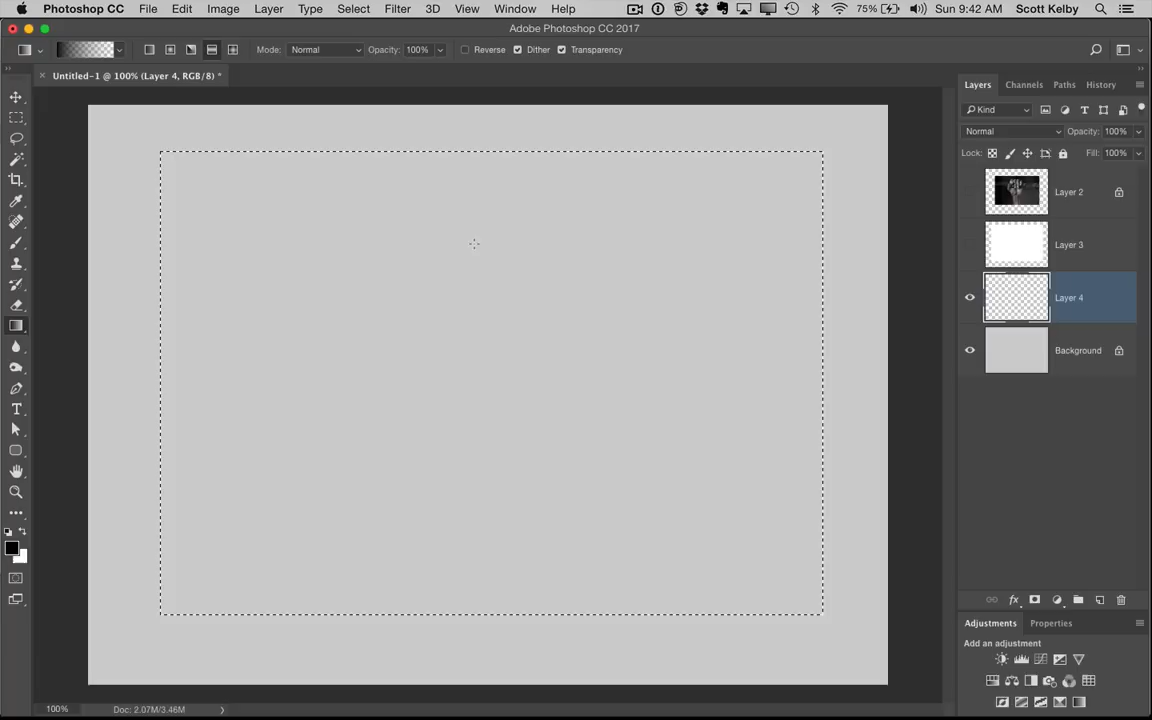 Photoshop CC File Edit Image Layer Type Select Filter 3D View Window Help 75% Sun 9:42 AM Scott Kelby
Adobe Photoshop CC 2017
Mode: Normal Opacity: 100% Reverse Dither Transparency
Untitled-1 @ 100% (Layer 4, RGB/8) *
Layers Channels Paths History
Kind
Normal Opacity: 100%
Lock: Fill: 100%
Layer 2
Layer 3
Layer 4
Background
fx
Adjustments Properties
Add an adjustment
100% Doc: 2.07M/3.46M